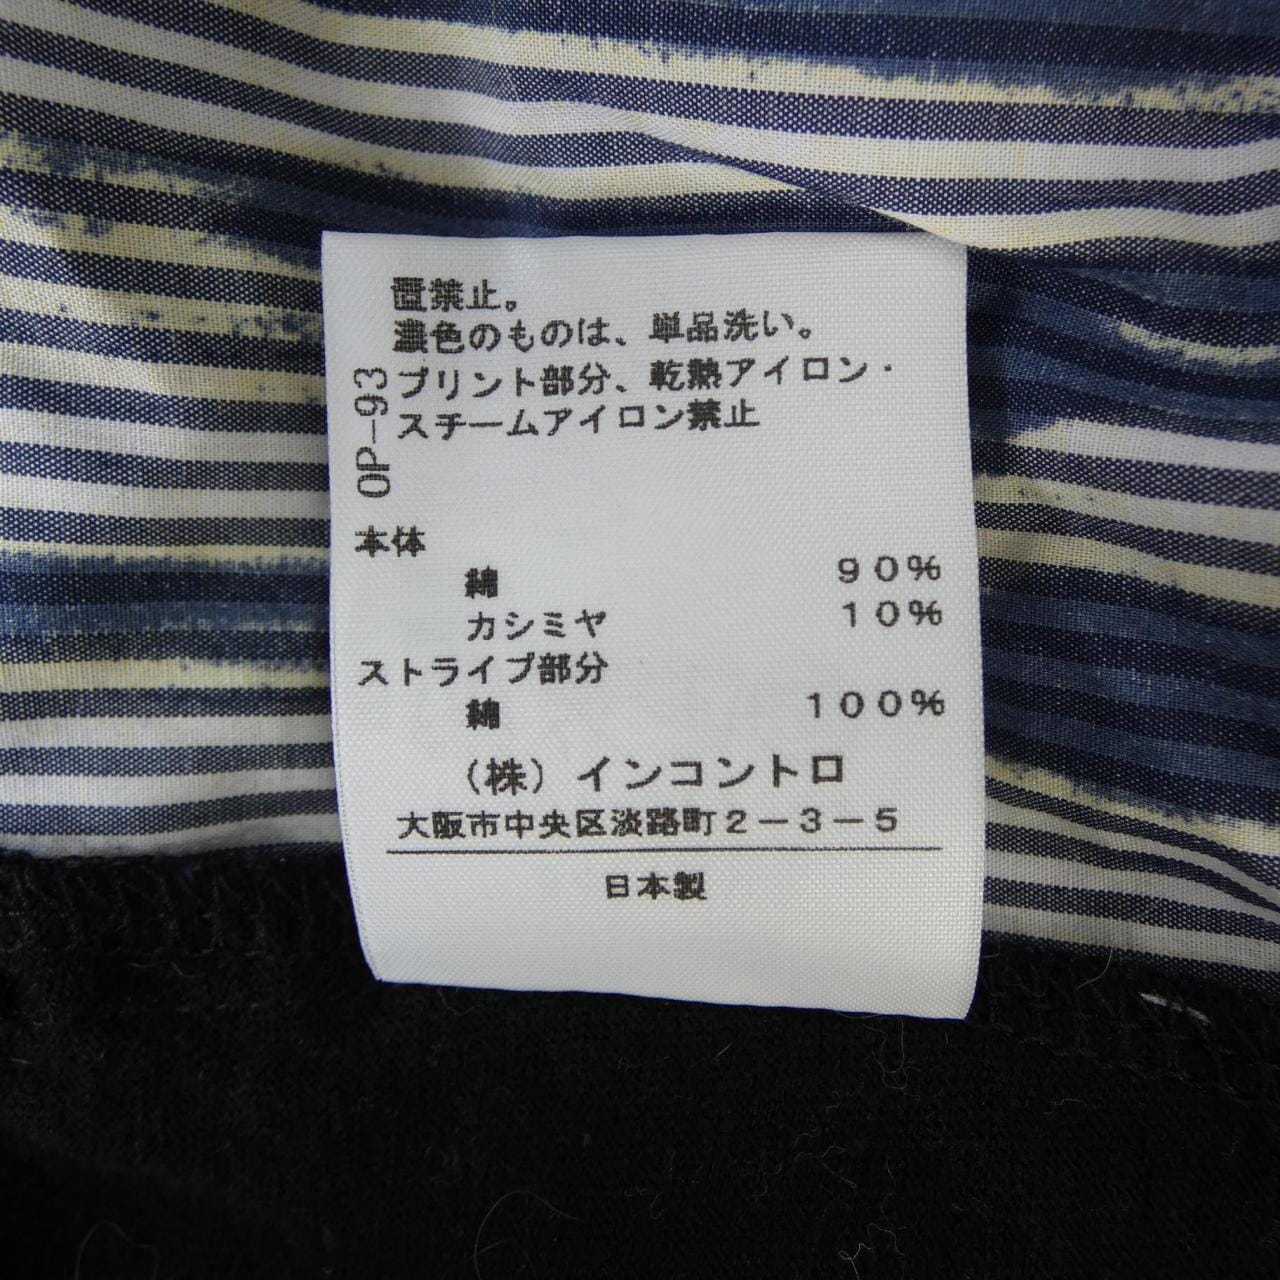 置禁止。
濃色のものは、単品洗い。
プリント部分、乾熱アイロン・
スチームアイロン禁止
OP-93
本体
綿 90%
カシミヤ 10%
ストライプ部分
綿 100%
(株)インコントロ
大阪市中央区淡路町2-3-5
日本製